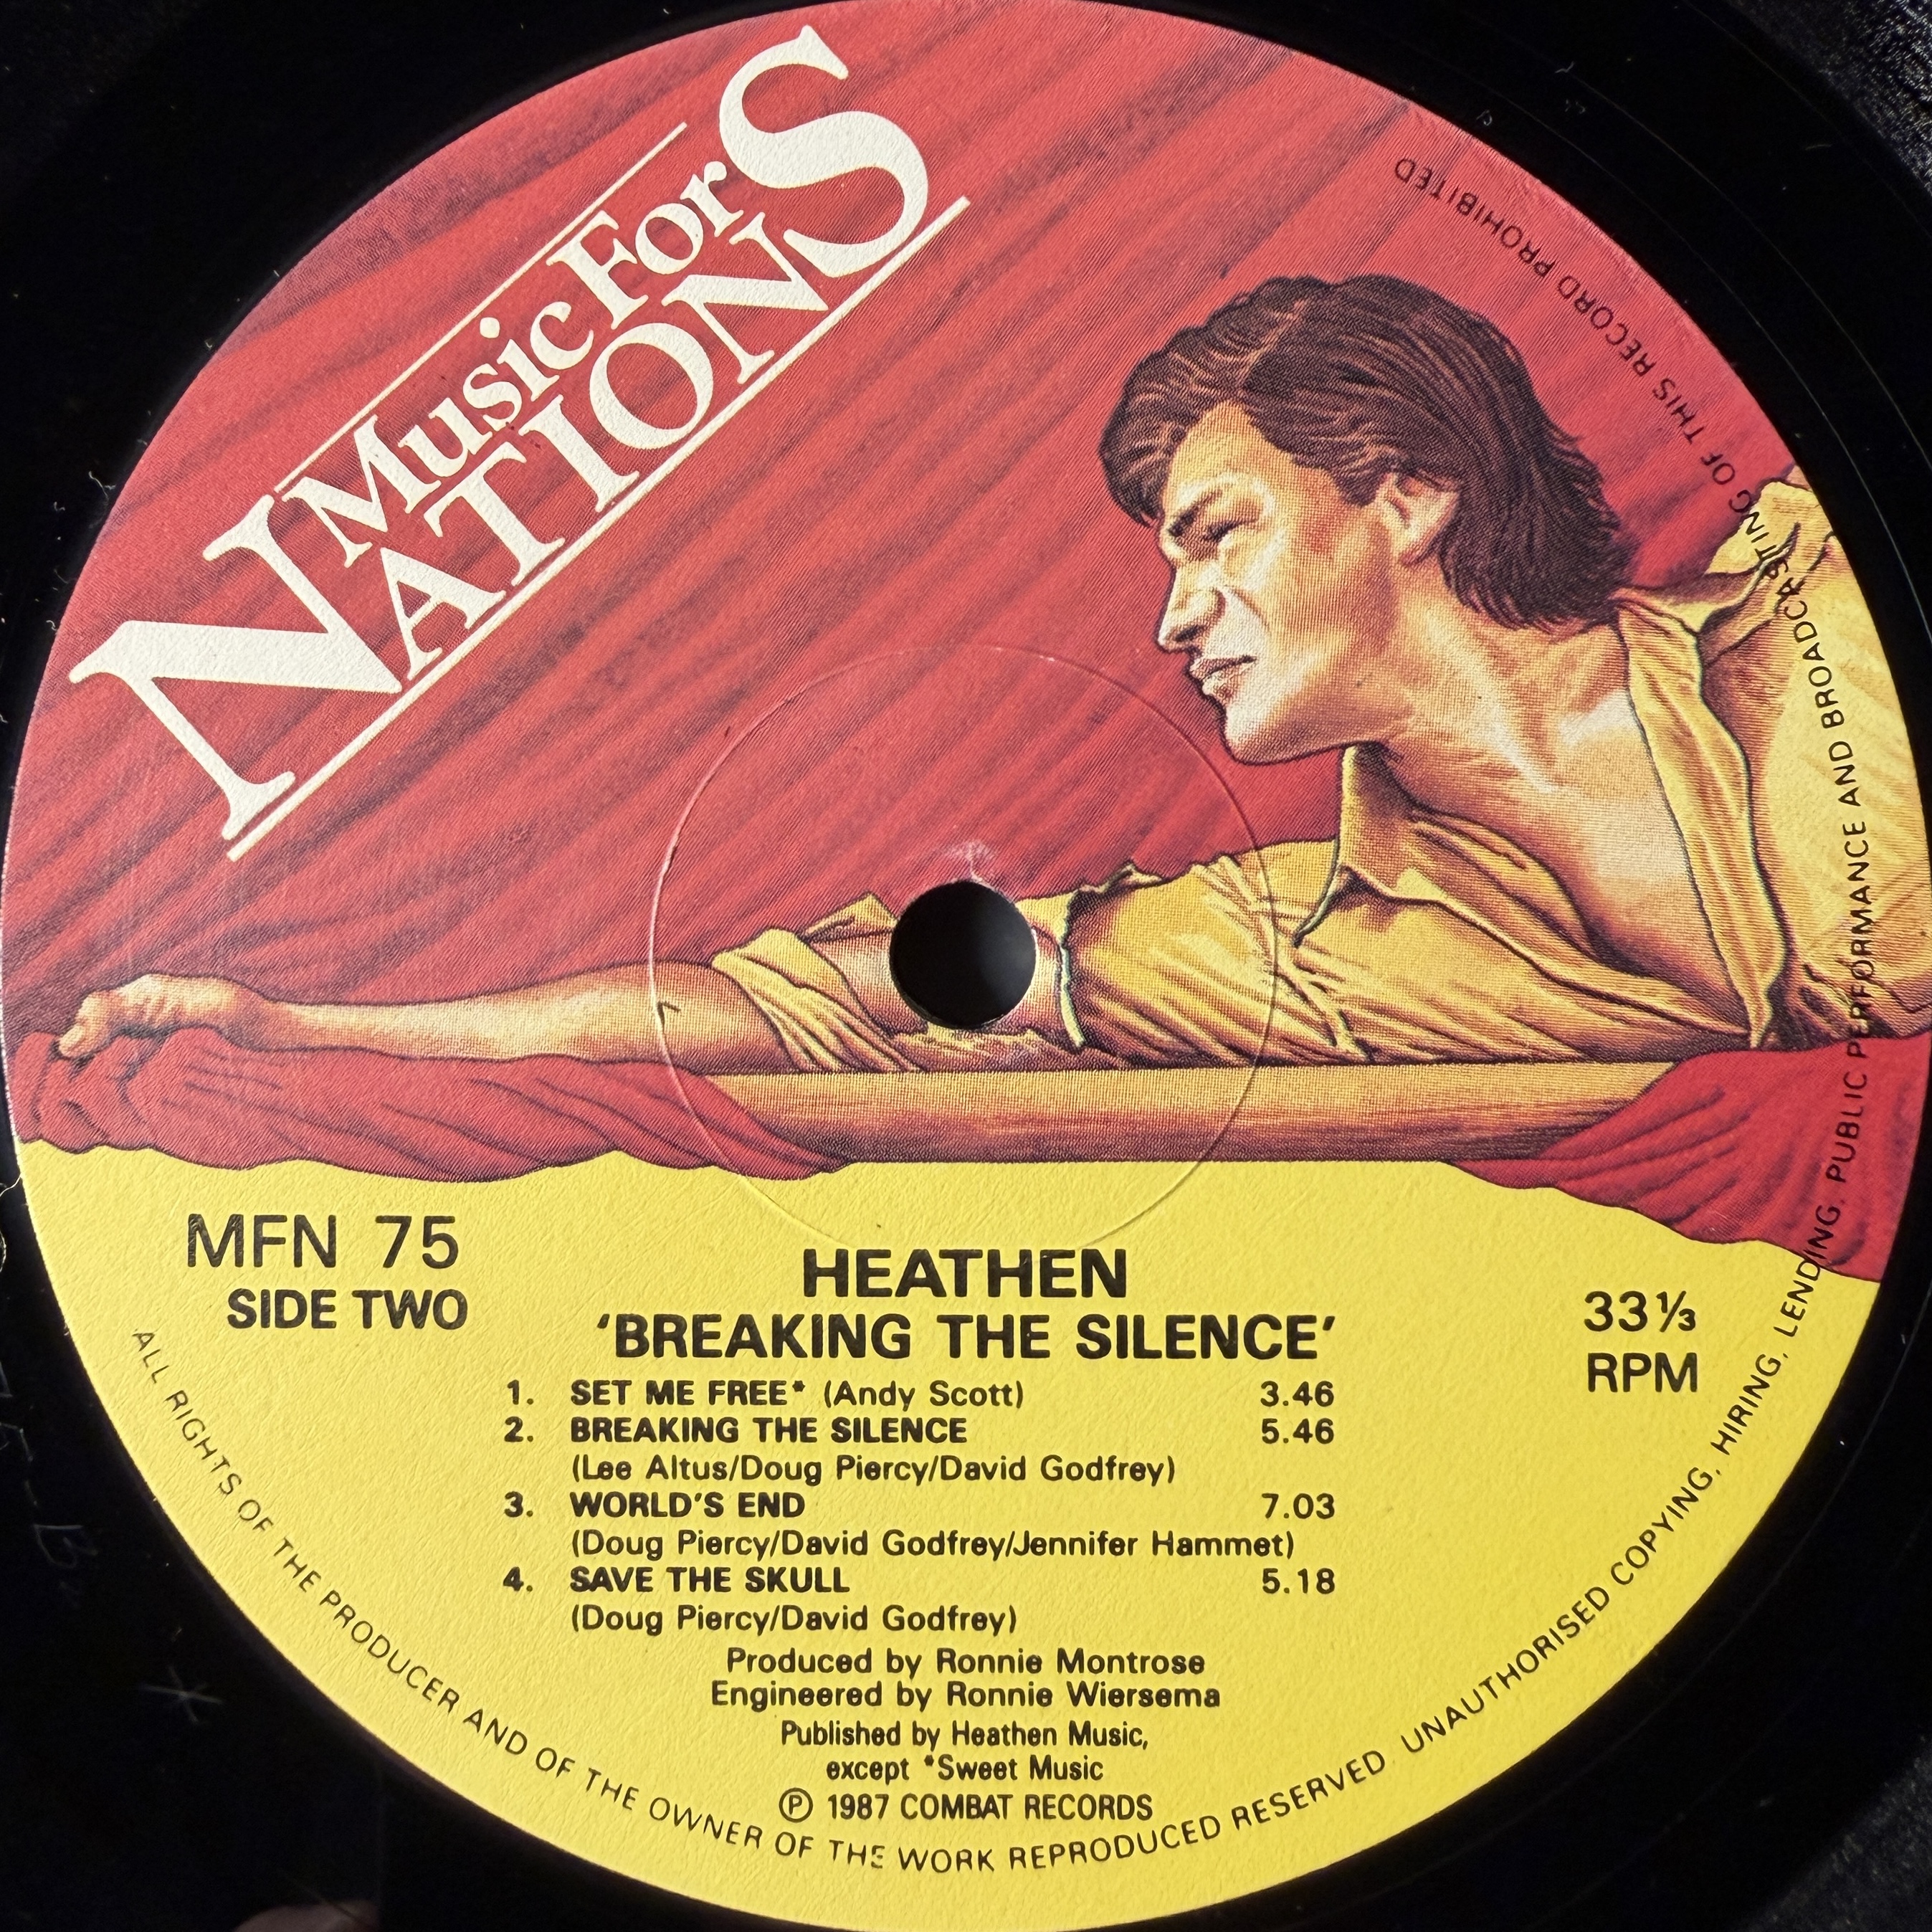 Music For
NATIONS
MFN 75
SIDE TWO
HEATHEN
'BREAKING THE SILENCE'
33⅓
RPM
1. SET ME FREE* (Andy Scott) 3.46
2. BREAKING THE SILENCE 5.46
(Lee Altus/Doug Piercy/David Godfrey)
3. WORLD'S END 7.03
(Doug Piercy/David Godfrey/Jennifer Hammet)
4. SAVE THE SKULL 5.18
(Doug Piercy/David Godfrey)
Produced by Ronnie Montrose
Engineered by Ronnie Wiersema
Published by Heathen Music,
except *Sweet Music
℗ 1987 COMBAT RECORDS
ALL RIGHTS OF THE PRODUCER AND OF THE OWNER OF THE WORK REPRODUCED RESERVED. UNAUTHORISED COPYING, HIRING, LENDING, PUBLIC PERFORMANCE AND BROADCASTING OF THIS RECORD PROHIBITED